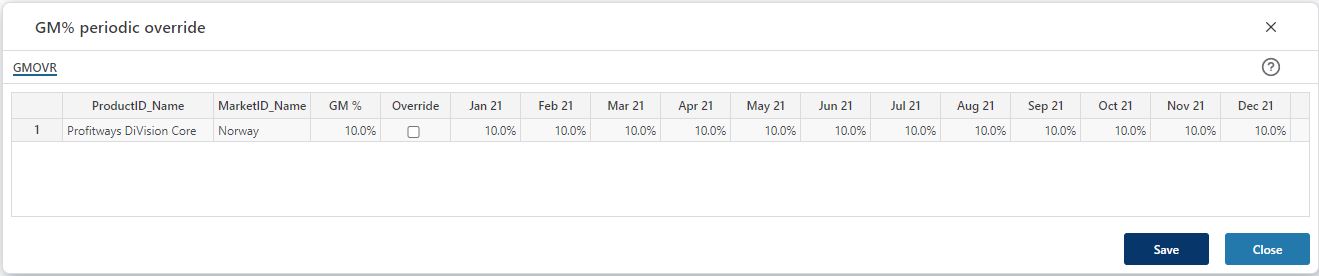 GM% periodic override
GMOVR
ProductID_Name MarketID_Name GM % Override Jan 21 Feb 21 Mar 21 Apr 21 May 21 Jun 21 Jul 21 Aug 21 Sep 21 Oct 21 Nov 21 Dec 21
1 Profitways DiVision Core Norway 10.0% 10.0% 10.0% 10.0% 10.0% 10.0% 10.0% 10.0% 10.0% 10.0% 10.0% 10.0% 10.0%
Save Close